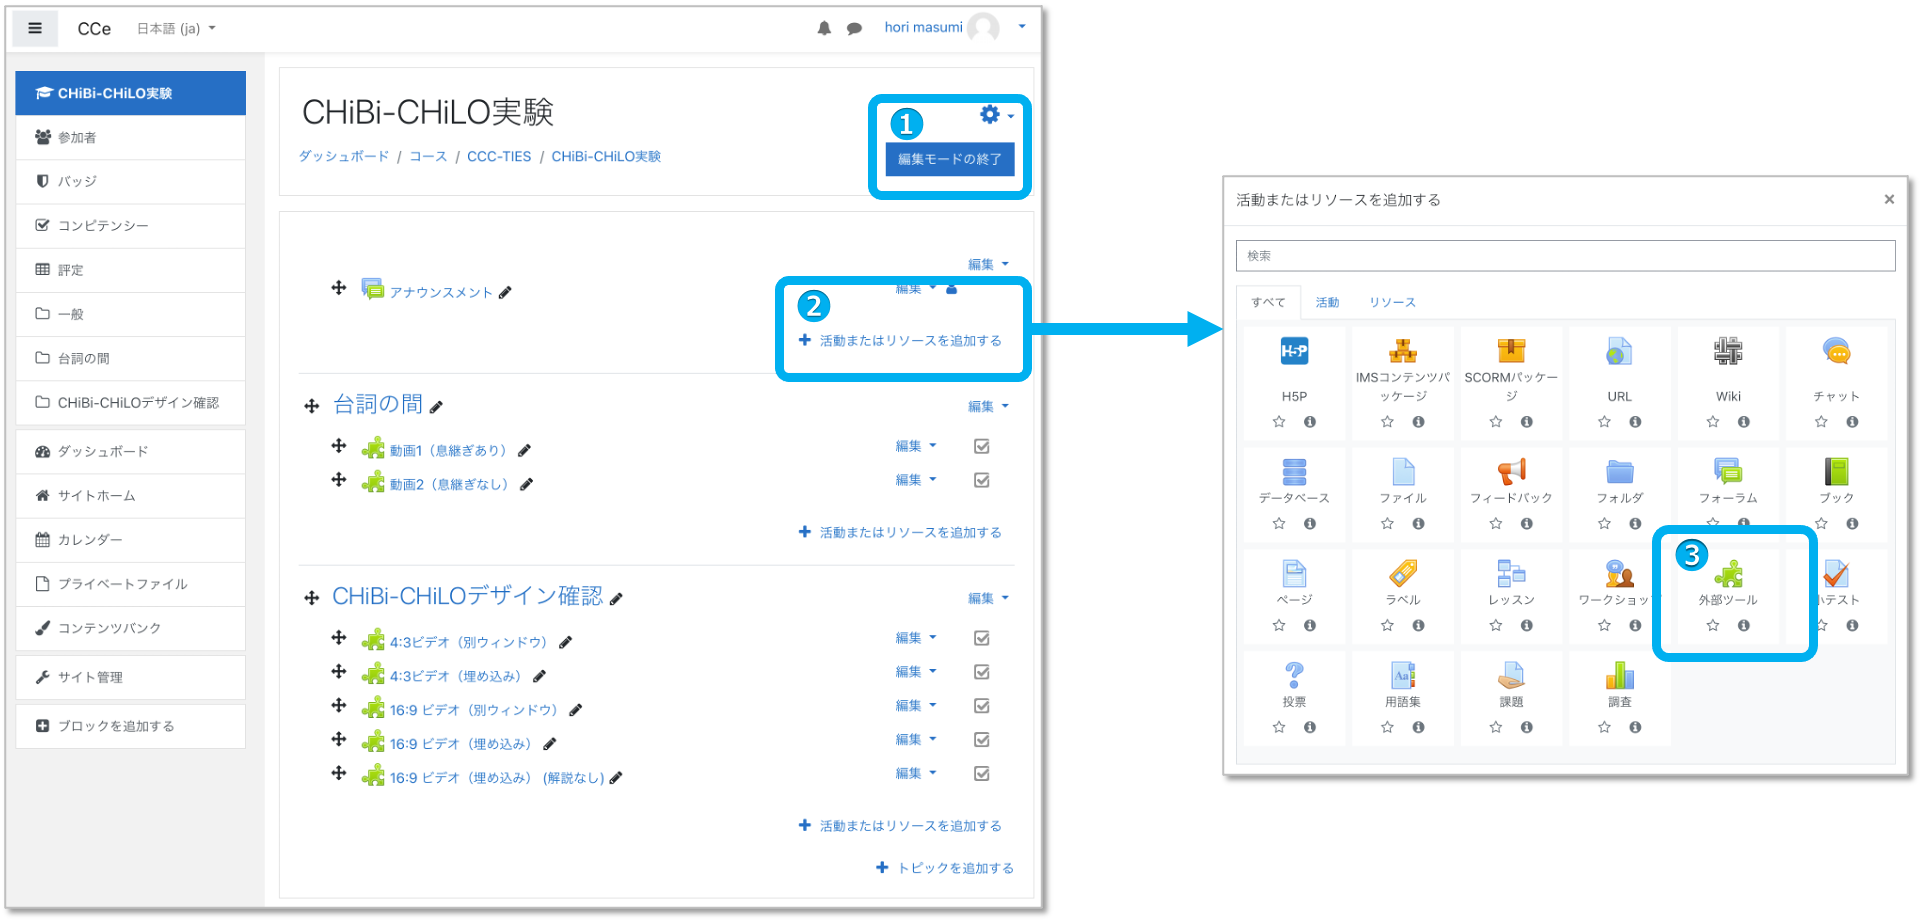 CCe 日本語 (ja)
hori masumi
CHiBi-CHiLO実験
参加者
バッジ
コンピテンシー
評定
一般
台詞の間
CHiBi-CHiLOデザイン確認
ダッシュボード
サイトホーム
カレンダー
プライベートファイル
コンテンツバンク
サイト管理
ブロックを追加する
CHiBi-CHiLO実験
ダッシュボード / コース / CCC-TIES / CHiBi-CHiLO実験
1
編集モードの終了
編集
アナウンスメント
編集
2
活動またはリソースを追加する
台詞の間
編集
動画1（息継ぎあり） 編集
動画2（息継ぎなし） 編集
活動またはリソースを追加する
CHiBi-CHiLOデザイン確認
編集
4:3ビデオ（別ウィンドウ） 編集
4:3ビデオ（埋め込み） 編集
16:9 ビデオ（別ウィンドウ） 編集
16:9 ビデオ（埋め込み） 編集
16:9 ビデオ（埋め込み）（解説なし） 編集
活動またはリソースを追加する
トピックを追加する
活動またはリソースを追加する ×
検索
すべて 活動 リソース
H5P
H5P
IMSコンテンツパ
ッケージ
SCORMパッケー
ジ
URL
Wiki
チャット
データベース
ファイル
フィードバック
フォルダ
フォーラム
ブック
ページ
ラベル
レッスン
ワークショッ
3
外部ツール
小テスト
投票
Aa
用語集
課題
調査